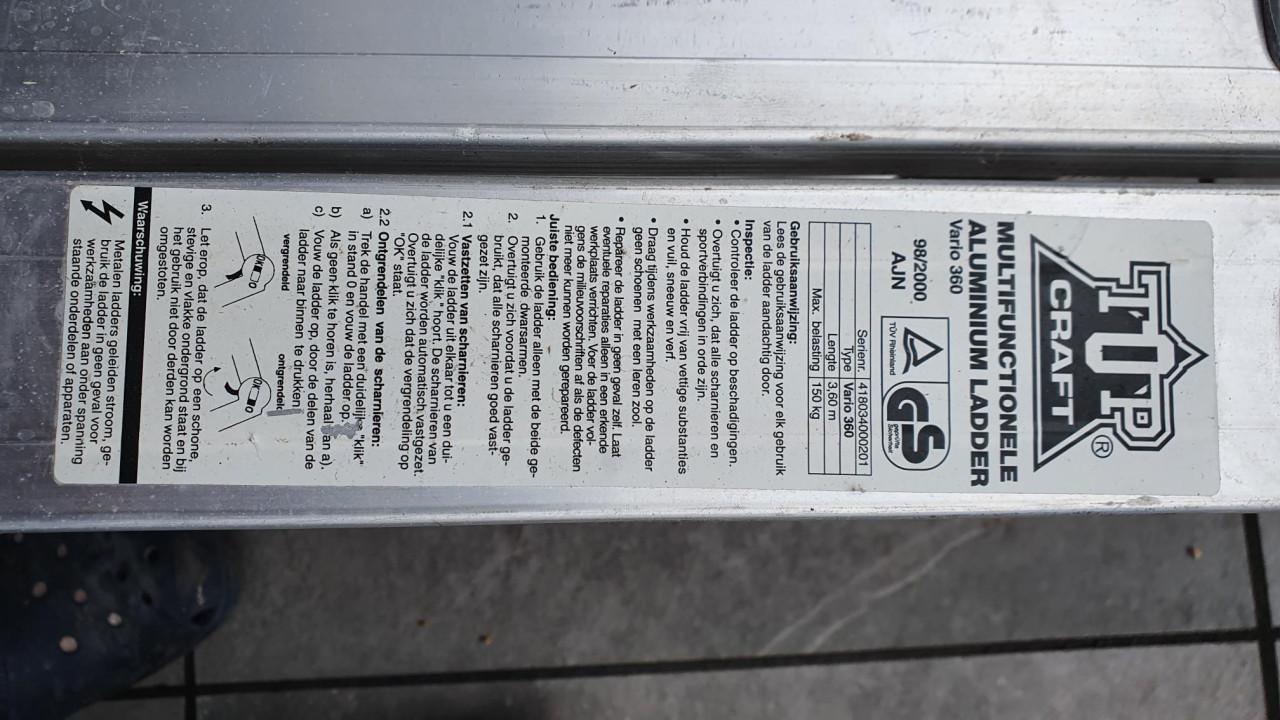 TOP
CRAFT
®
MULTIFUNCTIONELE
ALUMINIUM LADDER
Vario 360
98/2000
AJN
TÜV Rheinland
GS
geprüfte
Sicherheit
Serienr. 41803400201
Type Vario 360
Lengte 3,60 m
Max. belasting 150 kg
Gebruiksaanwijzing:
Lees de gebruiksaanwijzing voor elk gebruik
van de ladder aandachtig door.
Inspectie:
• Controleer de ladder op beschadigingen.
• Overtuigt u zich, dat alle scharnieren en
sportverbindingen in orde zijn.
• Houd de ladder vrij van vettige substanties
en vuil, sneeuw en verf.
• Draag tijdens werkzaamheden op de ladder
geen schoenen met een leren zool.
• Repareer de ladder in geen geval zelf. Laat
eventuele reparaties alleen in een erkende
werkplaats verrichten. Voer de ladder vol-
gens de milieuvoorschriften af als de defecten
niet meer kunnen worden gerepareerd.
Juiste bediening:
1. Gebruik de ladder alleen met de beide ge-
monteerde dwarsarmen.
2. Overtuigt u zich voordat u de ladder ge-
bruikt, dat alle scharnieren goed vast-
gezet zijn.
2.1 Vastzetten van scharnieren:
Vouw de ladder uit elkaar tot u een dui-
delijke "klik" hoort. De scharnieren van
de ladder worden automatisch vastgezet.
Overtuigt u zich dat de vergrendeling op
"OK" staat.
2.2 Ontgrendelen van de scharnieren:
a) Trek de handel met een duidelijk "klik"
in stand 0 en vouw de ladder op
b) Als geen klik te horen is, herhaal an a).
c) Vouw de ladder op, door de delen van de
ladder naar binnen te drukken
vergrendeld
ontgrendel
3. Let erop, dat de ladder op een schone,
stevige en vlakke ondergrond staat en bij
het gebruik niet door derden kan worden
omgestoten.
Waarschuwing:
Metalen ladders geleiden stroom, ge-
bruik de ladder in geen geval voor
werkzaamheden aan of onder spanning
staande onderdelen of apparaten.